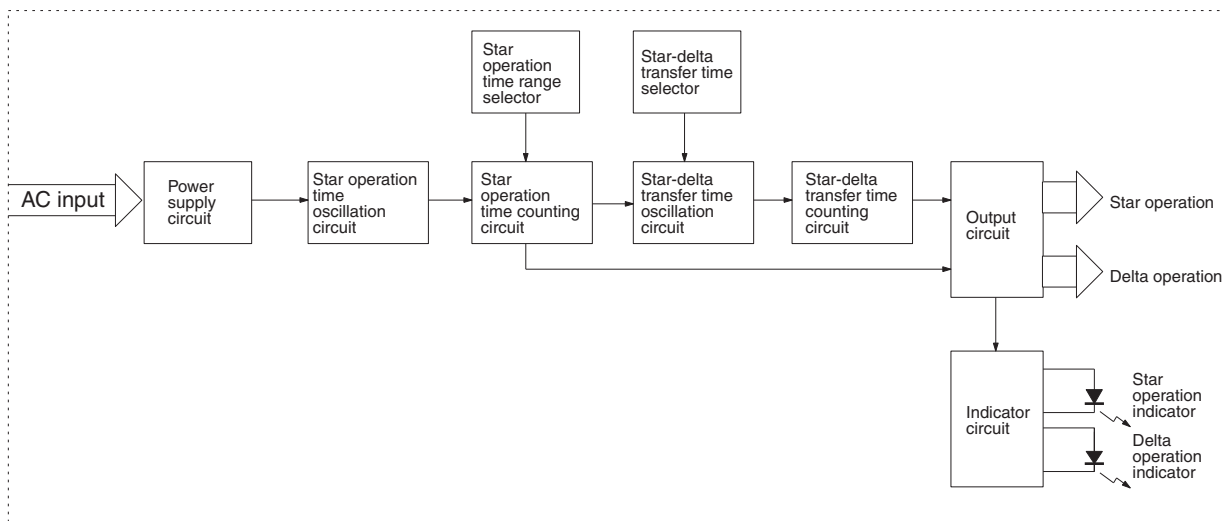 Star
operation
time range
selector
Star-delta
transfer time
selector
AC input
Power
supply
circuit
Star operation
time
oscillation
circuit
Star
operation
time counting
circuit
Star-delta
transfer time
oscillation circuit
Star-delta
transfer time
counting
circuit
Output
circuit
Star operation
Delta operation
Indicator
circuit
Star
operation
indicator
Delta
operation
indicator